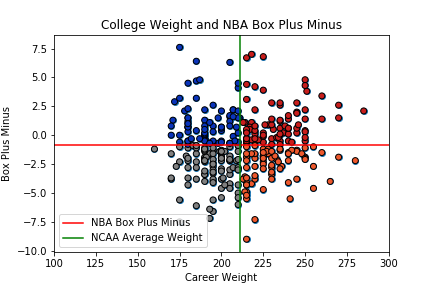 College Weight and NBA Box Plus Minus
Box Plus Minus
7.5
5.0
2.5
0.0
−2.5
−5.0
−7.5
−10.0
NBA Box Plus Minus
NCAA Average Weight
100 125 150 175 200 225 250 275 300
Career Weight